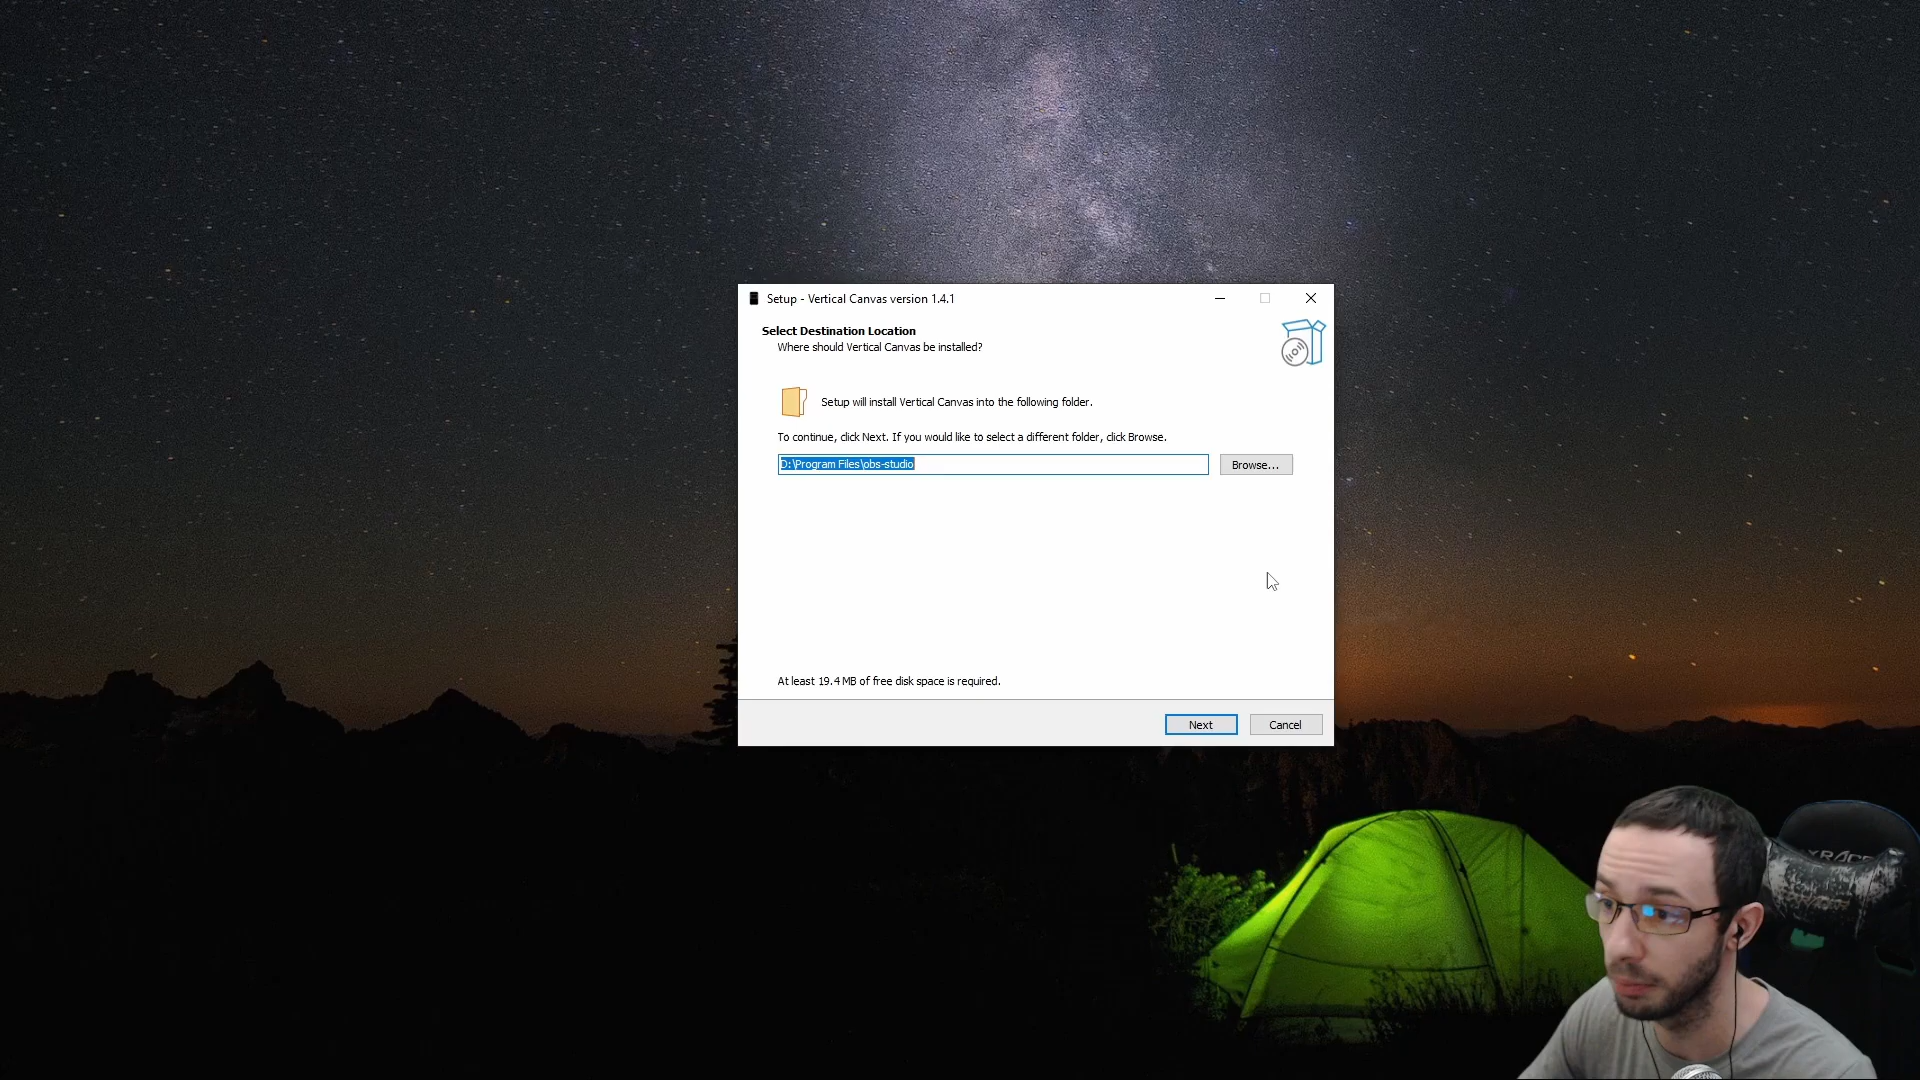 Setup - Vertical Canvas version 1.4.1
Select Destination Location
Where should Vertical Canvas be installed?
Setup will install Vertical Canvas into the following folder.
To continue, click Next. If you would like to select a different folder, click Browse.
D:\Program Files\obs-studio
Browse...
At least 19.4 MB of free disk space is required.
Next
Cancel